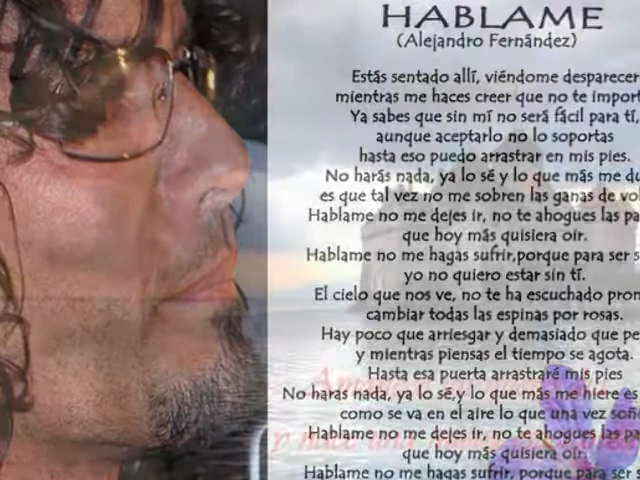 HABLAME
(Alejandro Fernández)
Estás sentado allí, viéndome desparecer
mientras me haces creer que no te import
Ya sabes que sin mí no será fácil para tí,
aunque aceptarlo no lo soportas
hasta eso puedo arrastrar en mis pies.
No harás nada, ya lo sé y lo que más me du
es que tal vez no me sobren las ganas de vol
Hablame no me dejes ir, no te ahogues las pa
que hoy más quisiera oir.
Hablame no me hagas sufrir,porque para ser s
yo no quiero estar sin tí.
El cielo que nos ve, no te ha escuchado pron
cambiar todas las espinas por rosas.
Hay poco que arriesgar y demasiado que pe
y mientras piensas el tiempo se agota.
Hasta esa puerta arrastraré mis pies
No haras nada, ya lo sé,y lo que más me hiere es
como se va en el aire lo que una vez soñ
Hablame no me dejes ir, no te ahogues las pa
que hoy más quisiera oir.
Hablame no me hagas sufrir, porque para ser s